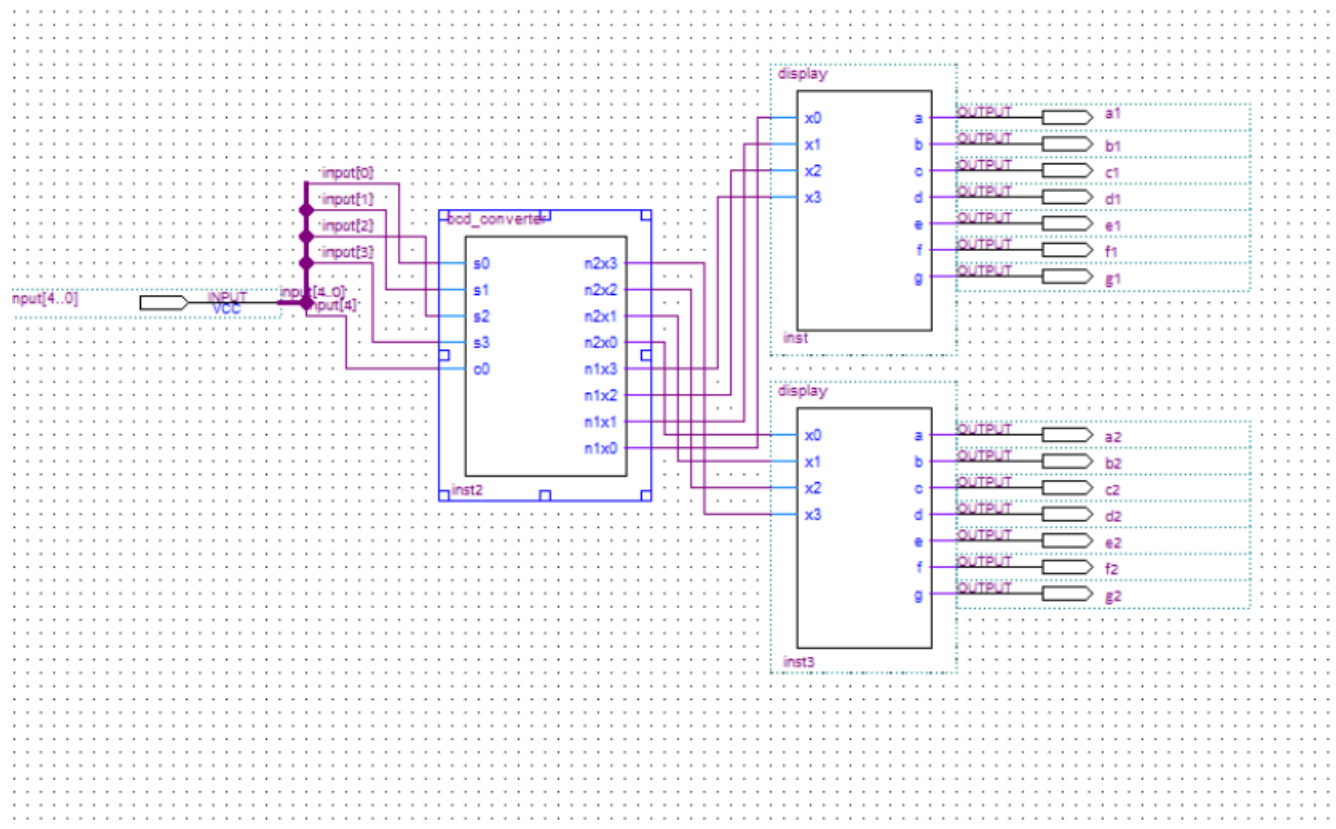 display
x0 a OUTPUT a1
x1 b OUTPUT b1
x2 c OUTPUT c1
x3 d OUTPUT d1
e OUTPUT e1
f OUTPUT f1
g OUTPUT g1
inst
input[0]
input[1]
input[2]
input[3]
nput[4..0] INPUT VCC input[4..0]
input[4]
bcd_converter
s0 n2x3
s1 n2x2
s2 n2x1
s3 n2x0
c0 n1x3
n1x2
n1x1
n1x0
inst2
display
x0 a OUTPUT a2
x1 b OUTPUT b2
x2 c OUTPUT c2
x3 d OUTPUT d2
e OUTPUT e2
f OUTPUT f2
g OUTPUT g2
inst3